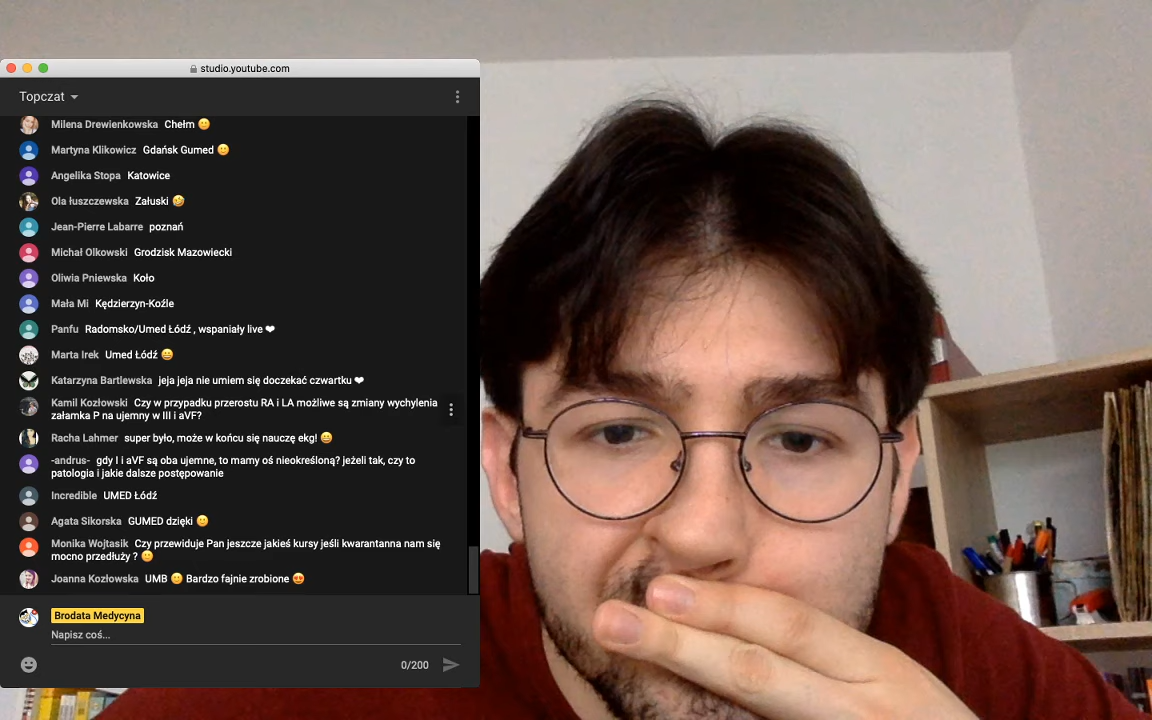 studio.youtube.com
Topczat
Milena Drewienkowska Chełm 🙂
Martyna Klikowicz Gdańsk Gumed 🙂
Angelika Stopa Katowice
Ola łuszczewska Załuski 🤣
Jean-Pierre Labarre poznań
Michał Olkowski Grodzisk Mazowiecki
Oliwia Pniewska Koło
Mała Mi Kędzierzyn-Koźle
Panfu Radomsko/Umed Łódź , wspaniały live ❤
Marta Irek Umed Łódź 😄
Katarzyna Bartlewska jeja jeja nie umiem się doczekać czwartku ❤
Kamil Kozłowski Czy w przypadku przerostu RA i LA możliwe są zmiany wychylenia
załamka P na ujemny w III i aVF?
Racha Lahmer super było, może w końcu się nauczę ekg! 😄
-andrus- gdy I i aVF są oba ujemne, to mamy oś nieokreśloną? jeżeli tak, czy to
patologia i jakie dalsze postępowanie
Incredible UMED Łódź
Agata Sikorska GUMED dzięki 🙂
Monika Wojtasik Czy przewiduje Pan jeszcze jakieś kursy jeśli kwarantanna nam się
mocno przedłuży ? 🙂
Joanna Kozłowska UMB 🙂 Bardzo fajnie zrobione 😍
Brodata Medycyna
Napisz coś...
0/200